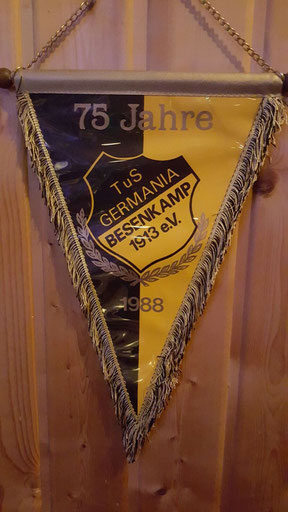 75 Jahre
TuS
GERMANIA
BESENKAMP
1913 e.V.
1988